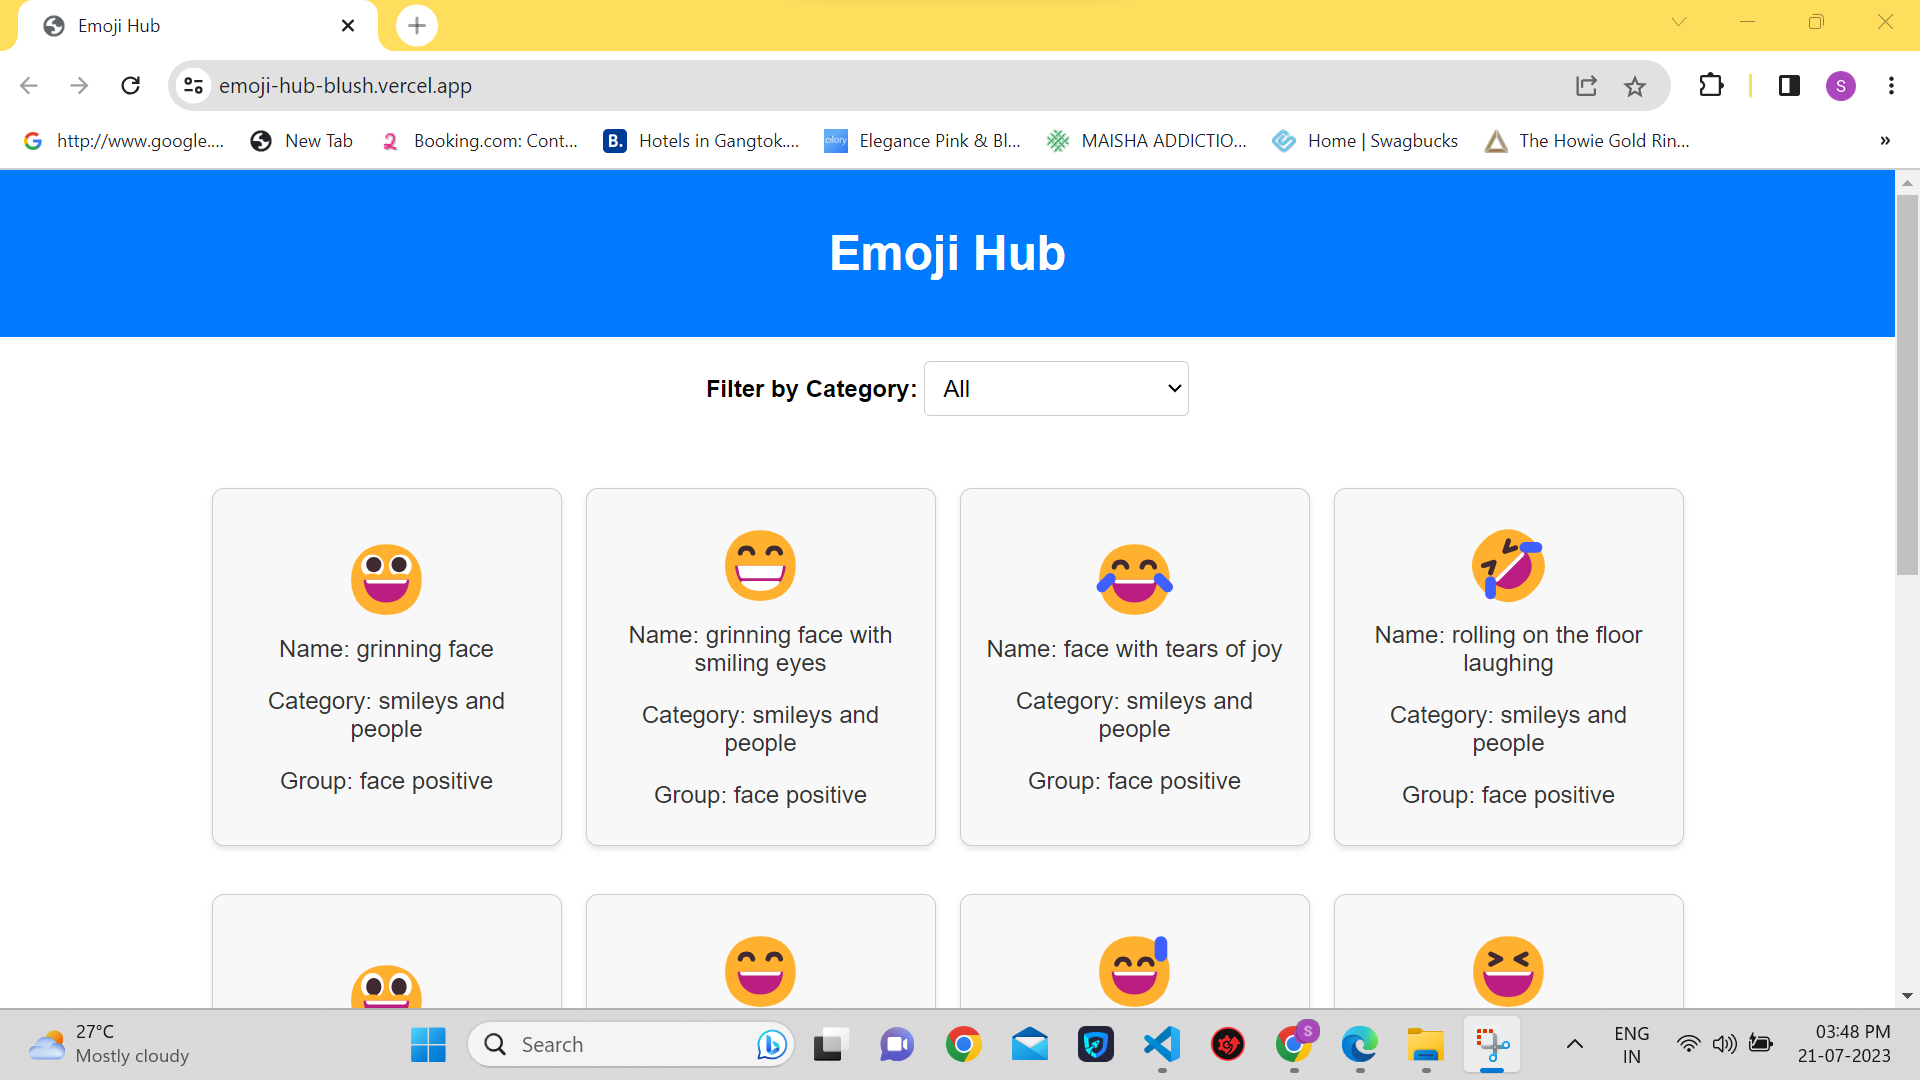 Emoji Hub
emoji-hub-blush.vercel.app
S
http://www.google.... New Tab Booking.com: Cont... B. Hotels in Gangtok.... cilory Elegance Pink & Bl... MAISHA ADDICTIO... Home | Swagbucks The Howie Gold Rin... »
Emoji Hub
Filter by Category: All
Name: grinning face
Category: smileys and
people
Group: face positive
Name: grinning face with
smiling eyes
Category: smileys and
people
Group: face positive
Name: face with tears of joy
Category: smileys and
people
Group: face positive
Name: rolling on the floor
laughing
Category: smileys and
people
Group: face positive
27°C
Mostly cloudy
Search
S
ENG
IN
03:48 PM
21-07-2023